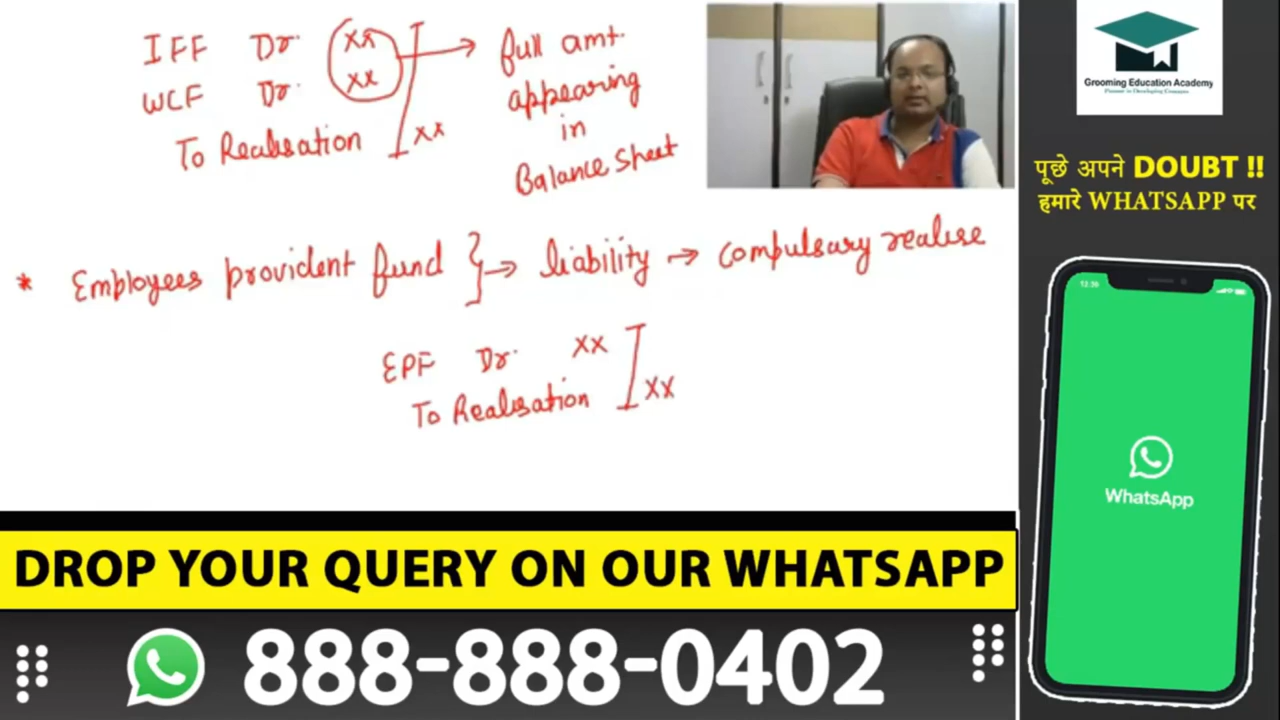 IFF Dr. xx
WCF Dr. xx
To Realisation xx
full amt.
appearing
in
Balance Sheet
* Employees provident fund } → liability → compulsary realise
EPF Dr. xx
To Realisation xx
Grooming Education Academy
पूछे अपने DOUBT !!
हमारे WHATSAPP पर
12:30
WhatsApp
DROP YOUR QUERY ON OUR WHATSAPP
888-888-0402